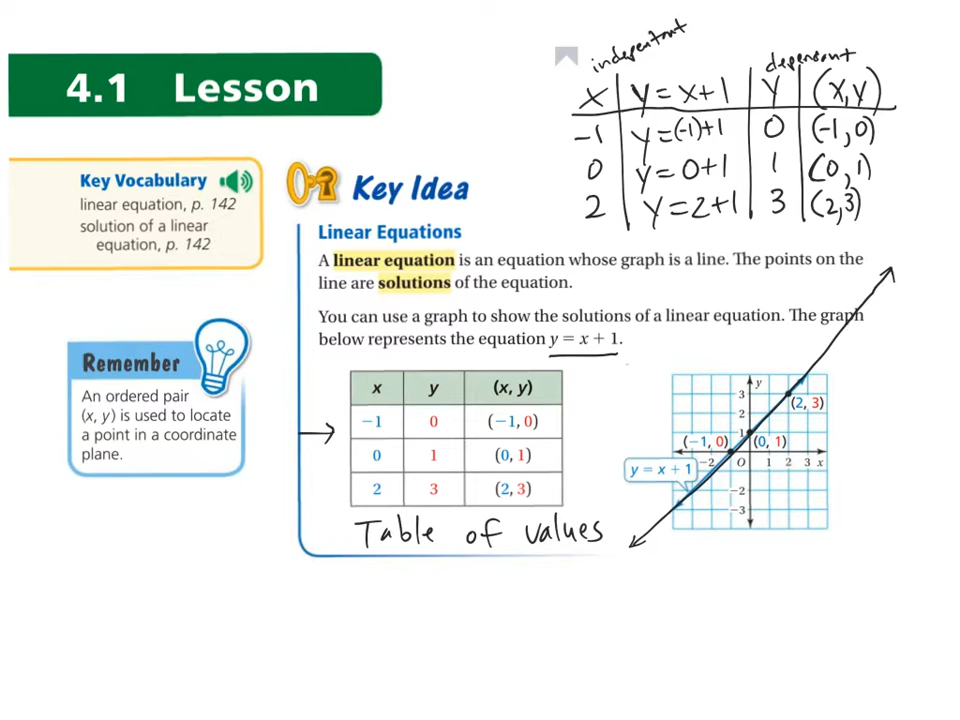 4.1 Lesson
independant
dependant
x | y = x+1 | y | (x,y)
-1 | y = (-1)+1 | 0 | (-1,0)
0 | y = 0+1 | 1 | (0,1)
2 | y = 2+1 | 3 | (2,3)
Key Vocabulary
linear equation, p. 142
solution of a linear
equation, p. 142
Key Idea
Linear Equations
A linear equation is an equation whose graph is a line. The points on the
line are solutions of the equation.
You can use a graph to show the solutions of a linear equation. The graph
below represents the equation y = x + 1.
Remember
An ordered pair
(x, y) is used to locate
a point in a coordinate
plane.
x y (x, y)
−1 0 (−1, 0)
0 1 (0, 1)
2 3 (2, 3)
Table of values
y
3
(2, 3)
2
1
(−1, 0) (0, 1)
−2 O 1 2 3 x
y = x + 1
−2
−3